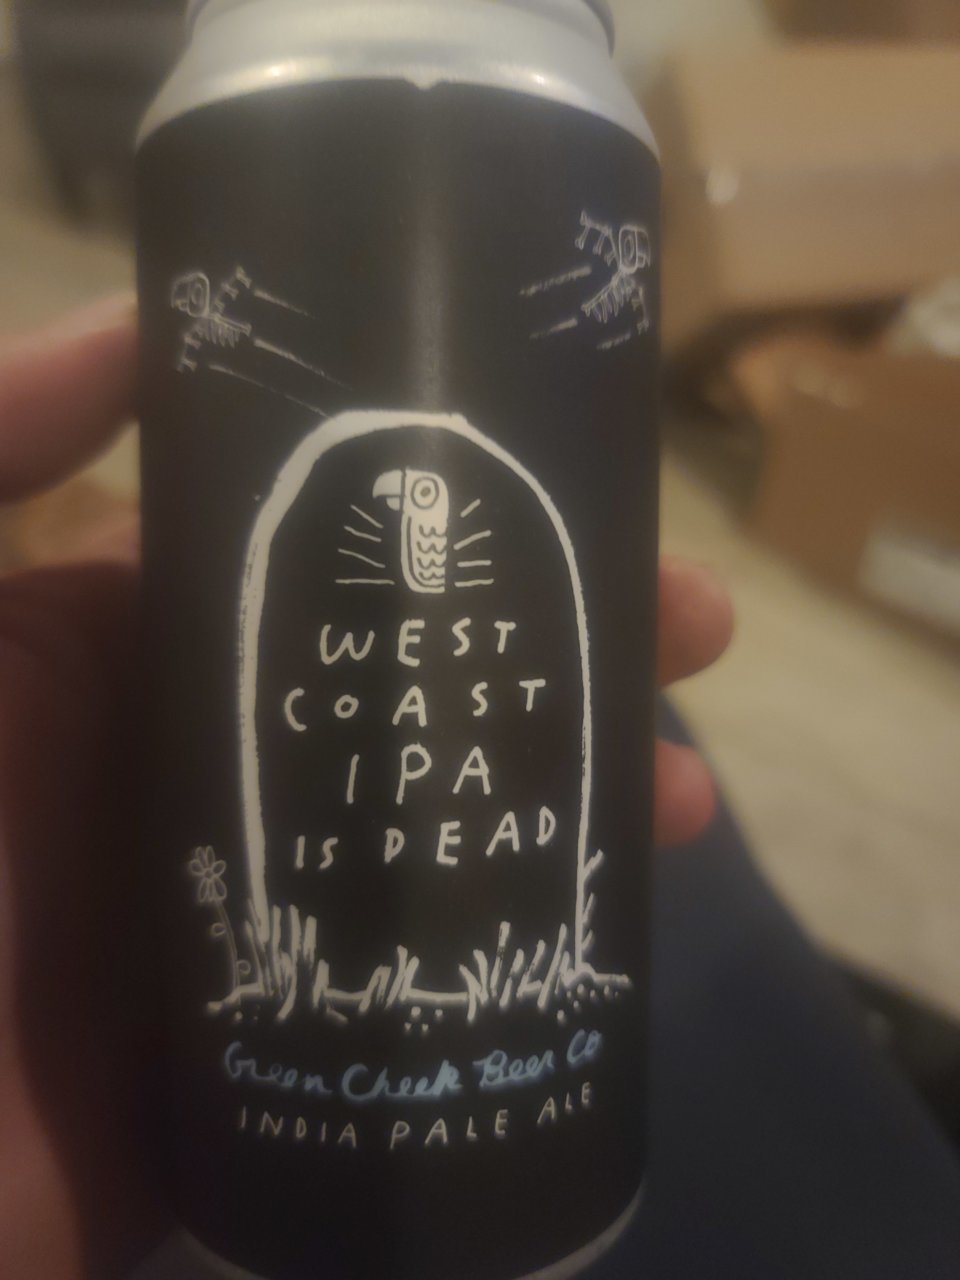 WEST
COAST
IPA
IS DEAD
Green Cheek Beer Co
INDIA PALE ALE